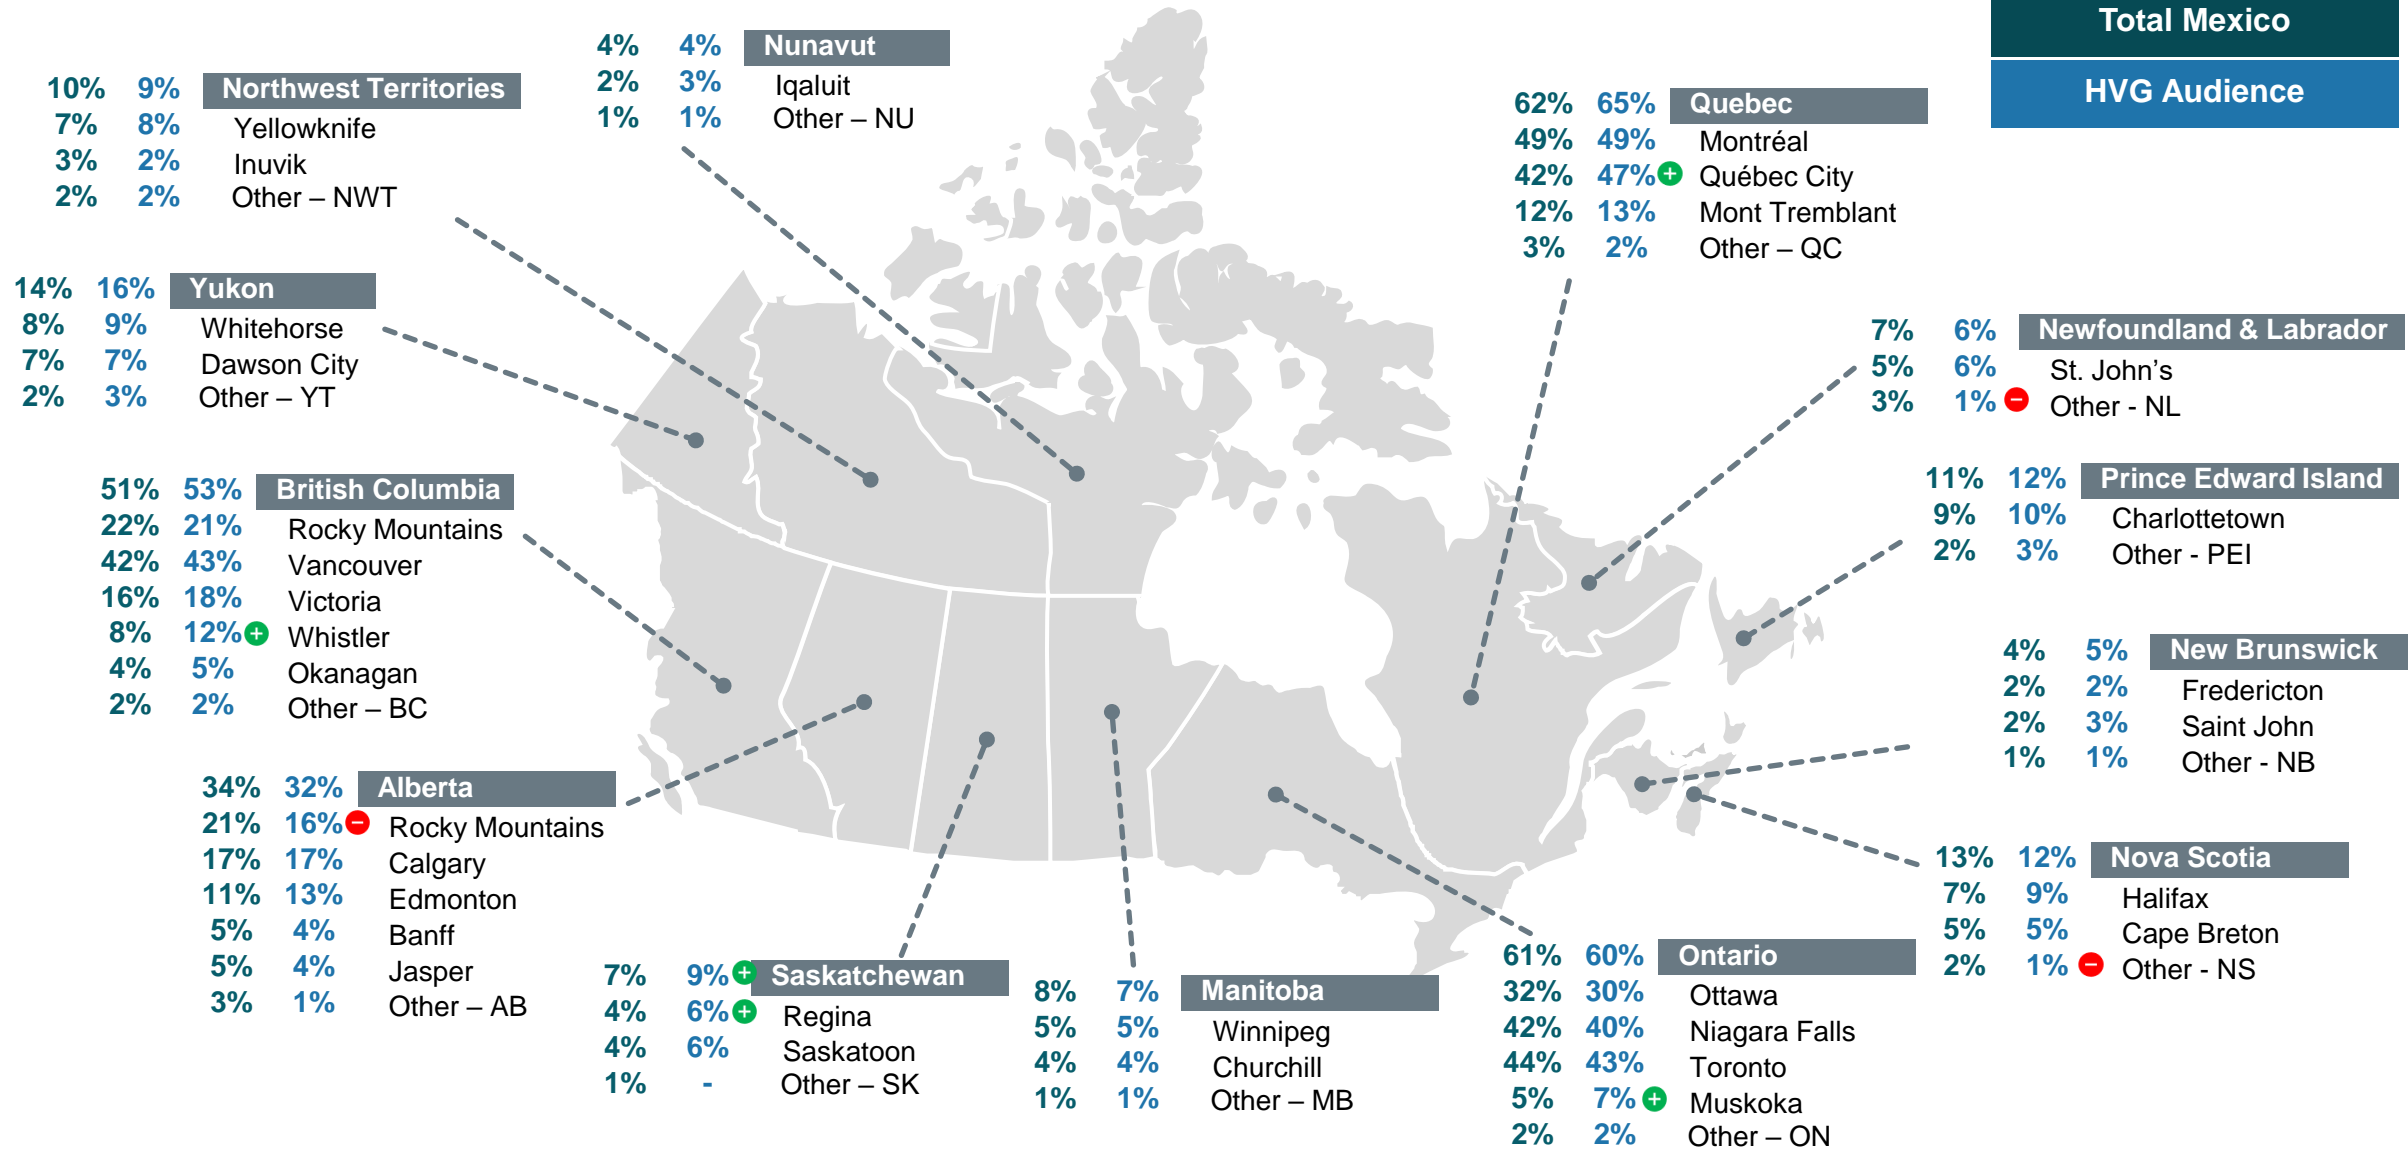 Total Mexico
HVG Audience
4% 4% Nunavut
2% 3% Iqaluit
1% 1% Other – NU
10% 9% Northwest Territories
7% 8% Yellowknife
3% 2% Inuvik
2% 2% Other – NWT
62% 65% Quebec
49% 49% Montréal
42% 47% Québec City
12% 13% Mont Tremblant
3% 2% Other – QC
14% 16% Yukon
8% 9% Whitehorse
7% 7% Dawson City
2% 3% Other – YT
7% 6% Newfoundland & Labrador
5% 6% St. John’s
3% 1% Other - NL
51% 53% British Columbia
22% 21% Rocky Mountains
42% 43% Vancouver
16% 18% Victoria
8% 12% Whistler
4% 5% Okanagan
2% 2% Other – BC
11% 12% Prince Edward Island
9% 10% Charlottetown
2% 3% Other - PEI
4% 5% New Brunswick
2% 2% Fredericton
2% 3% Saint John
1% 1% Other - NB
34% 32% Alberta
21% 16% Rocky Mountains
17% 17% Calgary
11% 13% Edmonton
5% 4% Banff
5% 4% Jasper
3% 1% Other – AB
13% 12% Nova Scotia
7% 9% Halifax
5% 5% Cape Breton
2% 1% Other - NS
7% 9% Saskatchewan
4% 6% Regina
4% 6% Saskatoon
1% - Other – SK
8% 7% Manitoba
5% 5% Winnipeg
4% 4% Churchill
1% 1% Other – MB
61% 60% Ontario
32% 30% Ottawa
42% 40% Niagara Falls
44% 43% Toronto
5% 7% Muskoka
2% 2% Other – ON